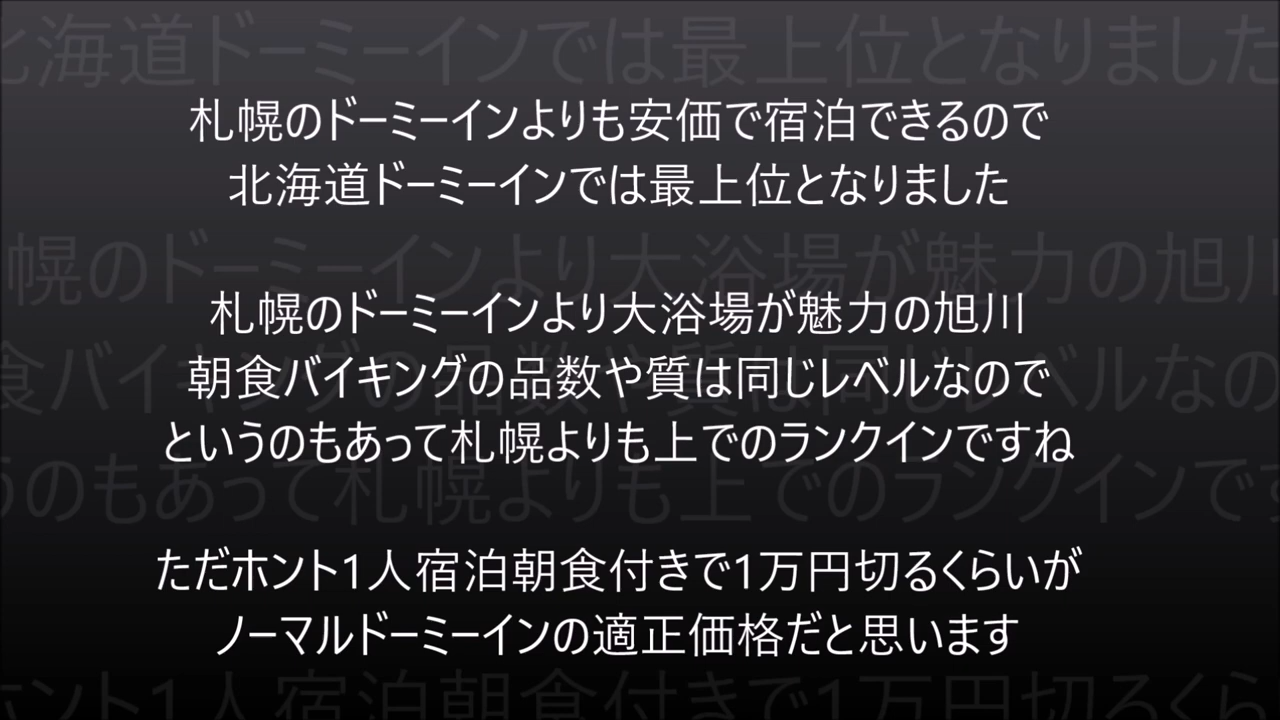 札幌のドーミーインよりも安価で宿泊できるので
北海道ドーミーインでは最上位となりました
札幌のドーミーインより大浴場が魅力の旭川
朝食バイキングの品数や質は同じレベルなので
というのもあって札幌よりも上でのランクインですね
ただホント1人宿泊朝食付きで1万円切るくらいが
ノーマルドーミーインの適正価格だと思います